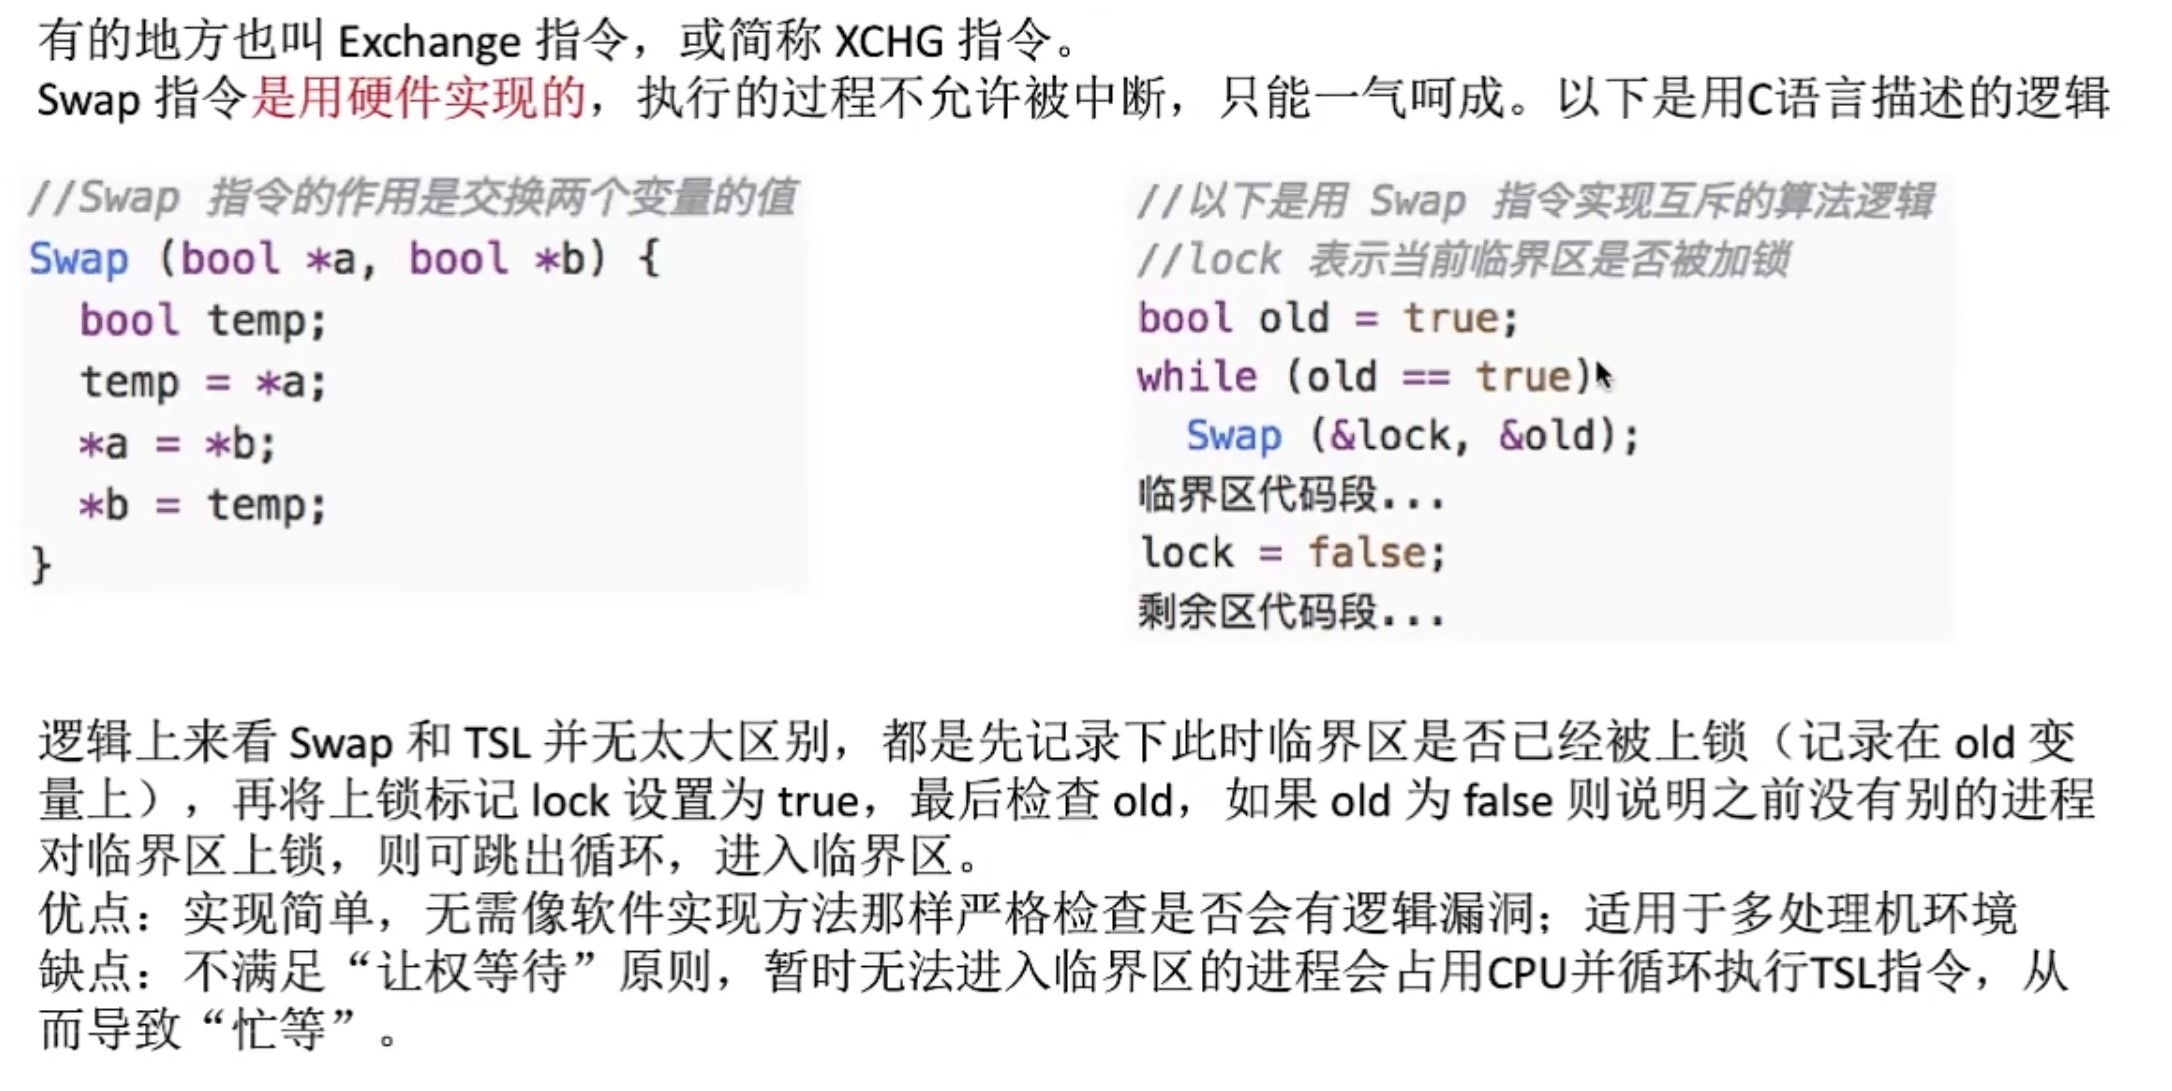 有的地方也叫 Exchange 指令，或简称 XCHG 指令。
Swap 指令是用硬件实现的，执行的过程不允许被中断，只能一气呵成。以下是用C语言描述的逻辑
//Swap 指令的作用是交换两个变量的值
Swap (bool *a, bool *b) {
  bool temp;
  temp = *a;
  *a = *b;
  *b = temp;
}
//以下是用 Swap 指令实现互斥的算法逻辑
//lock 表示当前临界区是否被加锁
bool old = true;
while (old == true)
  Swap (&lock, &old);
临界区代码段...
lock = false;
剩余区代码段...
逻辑上来看 Swap 和 TSL 并无太大区别，都是先记录下此时临界区是否已经被上锁（记录在 old 变
量上），再将上锁标记 lock 设置为 true，最后检查 old，如果 old 为 false 则说明之前没有别的进程
对临界区上锁，则可跳出循环，进入临界区。
优点：实现简单，无需像软件实现方法那样严格检查是否会有逻辑漏洞；适用于多处理机环境
缺点：不满足“让权等待”原则，暂时无法进入临界区的进程会占用CPU并循环执行TSL指令，从
而导致“忙等”。